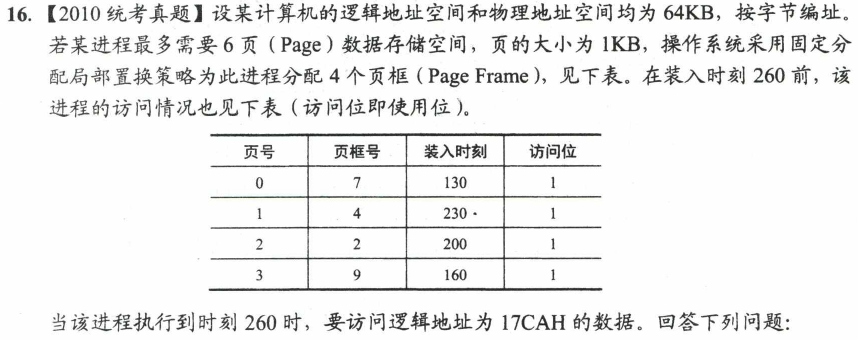 16.【2010 统考真题】设某计算机的逻辑地址空间和物理地址空间均为 64KB，按字节编址。
若某进程最多需要 6 页（Page）数据存储空间，页的大小为 1KB，操作系统采用固定分
配局部置换策略为此进程分配 4 个页框（Page Frame），见下表。在装入时刻 260 前，该
进程的访问情况也见下表（访问位即使用位）。
页号 页框号 装入时刻 访问位
0 7 130 1
1 4 230 1
2 2 200 1
3 9 160 1
当该进程执行到时刻 260 时，要访问逻辑地址为 17CAH 的数据。回答下列问题：